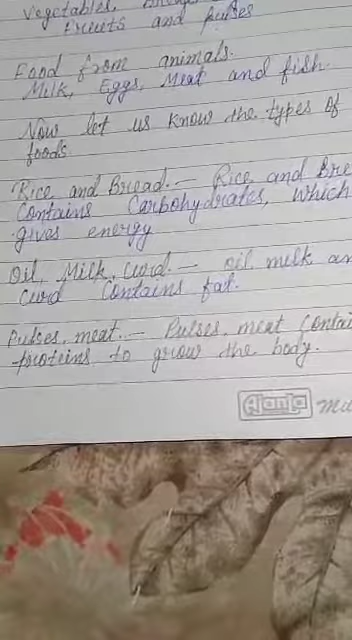 Vegetables,
fruits and pulses
Food from animals.
Milk, Eggs, Meat and fish.
Now let us know the types of
foods
Rice and Bread. — Rice and Bre
contains Carbohydrates, which
gives energy
Oil, Milk, curd. — oil, milk an
curd contains fat.
Pulses, meat. — Pulses, meat contai
proteins to grow the body.
Ajanta